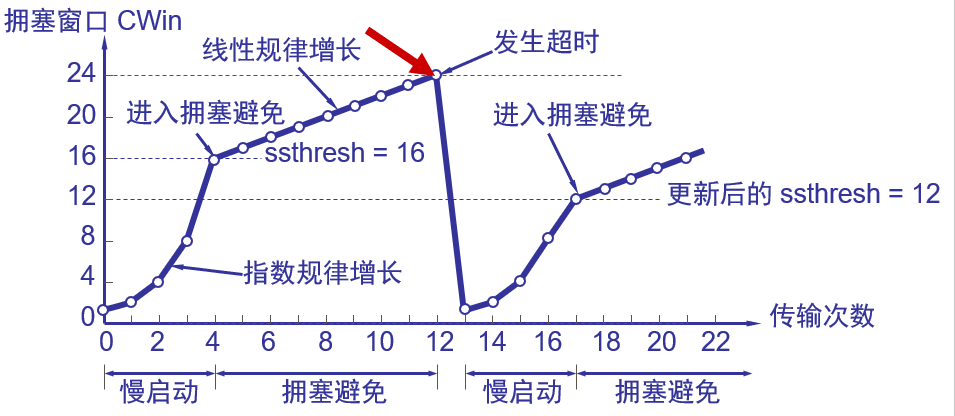 拥塞窗口 CWin
线性规律增长
发生超时
24
20
进入拥塞避免
进入拥塞避免
16
ssthresh = 16
12
更新后的 ssthresh = 12
8
指数规律增长
4
0
传输次数
0 2 4 6 8 10 12 14 16 18 20 22
慢启动 拥塞避免 慢启动 拥塞避免